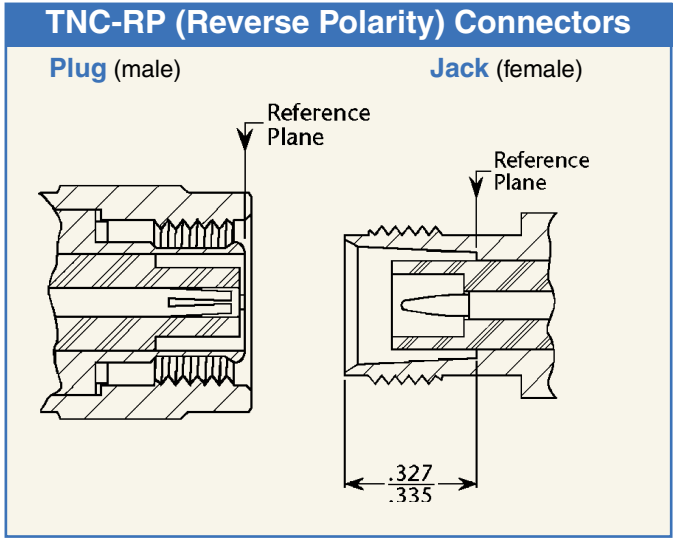 TNC-RP (Reverse Polarity) Connectors
Plug (male)
Jack (female)
Reference
Plane
Reference
Plane
.327
.335